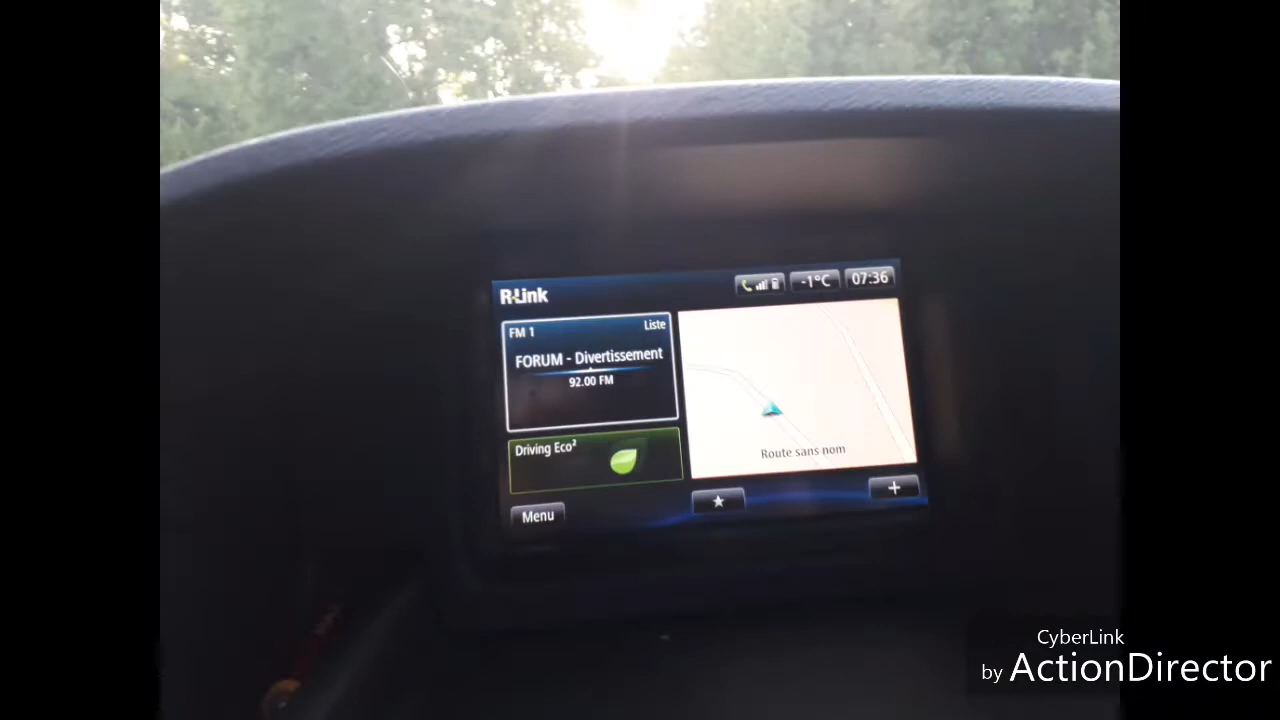 R-Link
-1°C
07:36
FM 1
Liste
FORUM - Divertissement
92.00 FM
Driving Eco²
Route sans nom
Menu
CyberLink
by ActionDirector